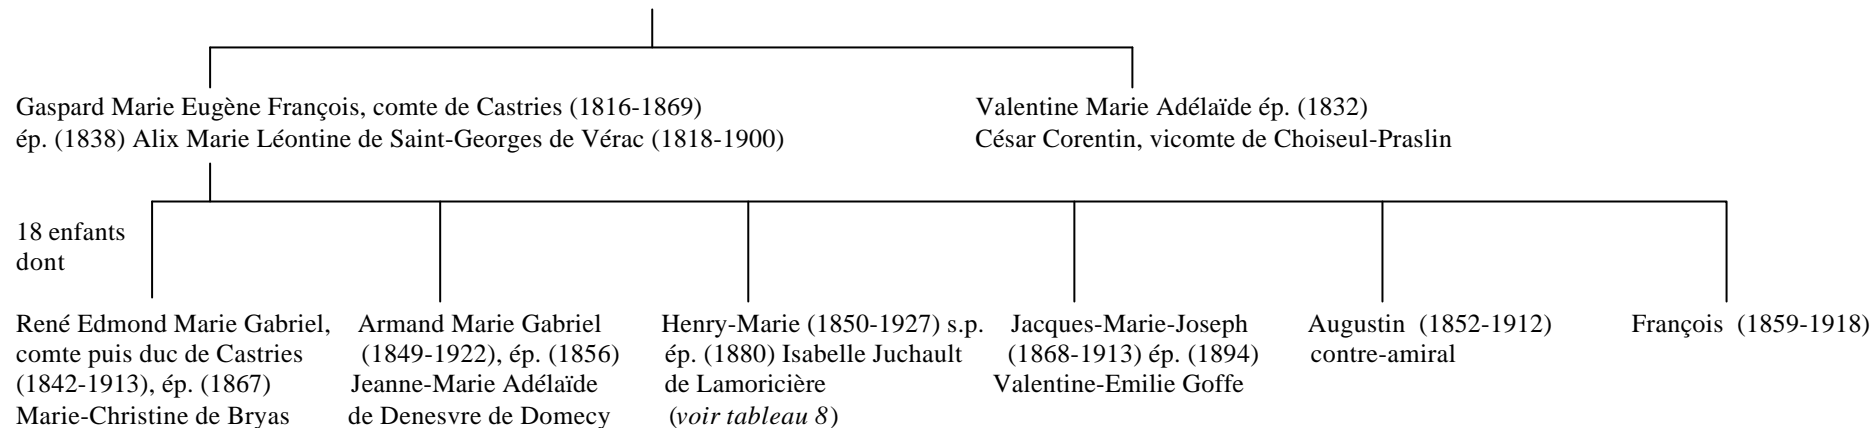 Gaspard Marie Eugène François, comte de Castries (1816-1869)
ép. (1838) Alix Marie Léontine de Saint-Georges de Vérac (1818-1900)
Valentine Marie Adélaïde ép. (1832)
César Corentin, vicomte de Choiseul-Praslin
18 enfants
dont
René Edmond Marie Gabriel,
comte puis duc de Castries
(1842-1913), ép. (1867)
Marie-Christine de Bryas
Armand Marie Gabriel
(1849-1922), ép. (1856)
Jeanne-Marie Adélaïde
de Denesvre de Domecy
Henry-Marie (1850-1927) s.p.
ép. (1880) Isabelle Juchault
de Lamoricière
(voir tableau 8)
Jacques-Marie-Joseph
(1868-1913) ép. (1894)
Valentine-Emilie Goffe
Augustin (1852-1912)
contre-amiral
François (1859-1918)